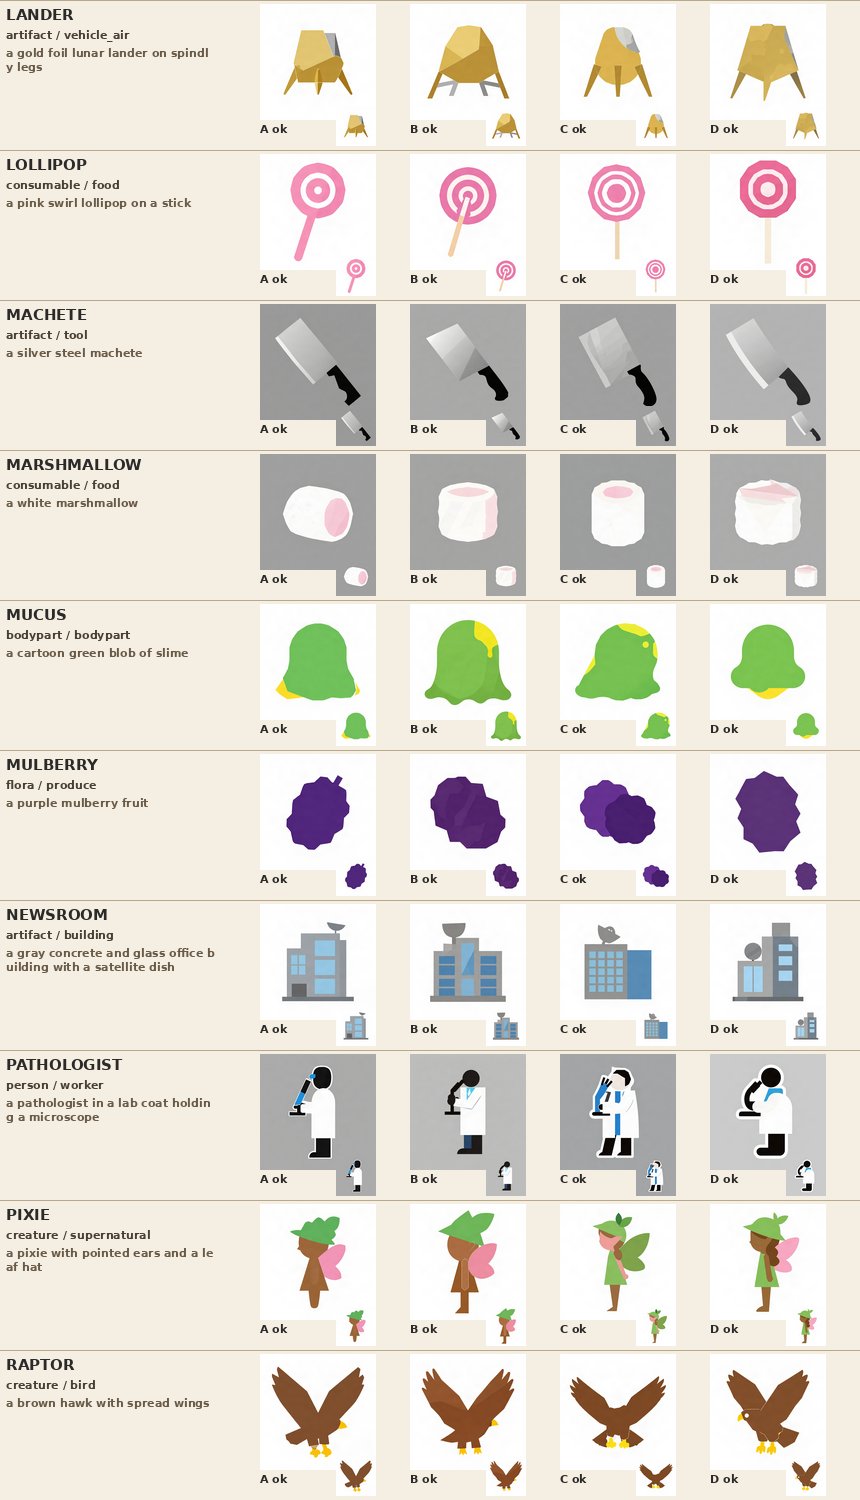 LANDER
artifact / vehicle_air
a gold foil lunar lander on spindl
y legs
A ok
B ok
C ok
D ok
LOLLIPOP
consumable / food
a pink swirl lollipop on a stick
A ok
B ok
C ok
D ok
MACHETE
artifact / tool
a silver steel machete
A ok
B ok
C ok
D ok
MARSHMALLOW
consumable / food
a white marshmallow
A ok
B ok
C ok
D ok
MUCUS
bodypart / bodypart
a cartoon green blob of slime
A ok
B ok
C ok
D ok
MULBERRY
flora / produce
a purple mulberry fruit
A ok
B ok
C ok
D ok
NEWSROOM
artifact / building
a gray concrete and glass office b
uilding with a satellite dish
A ok
B ok
C ok
D ok
PATHOLOGIST
person / worker
a pathologist in a lab coat holdin
g a microscope
A ok
B ok
C ok
D ok
PIXIE
creature / supernatural
a pixie with pointed ears and a le
af hat
A ok
B ok
C ok
D ok
RAPTOR
creature / bird
a brown hawk with spread wings
A ok
B ok
C ok
D ok